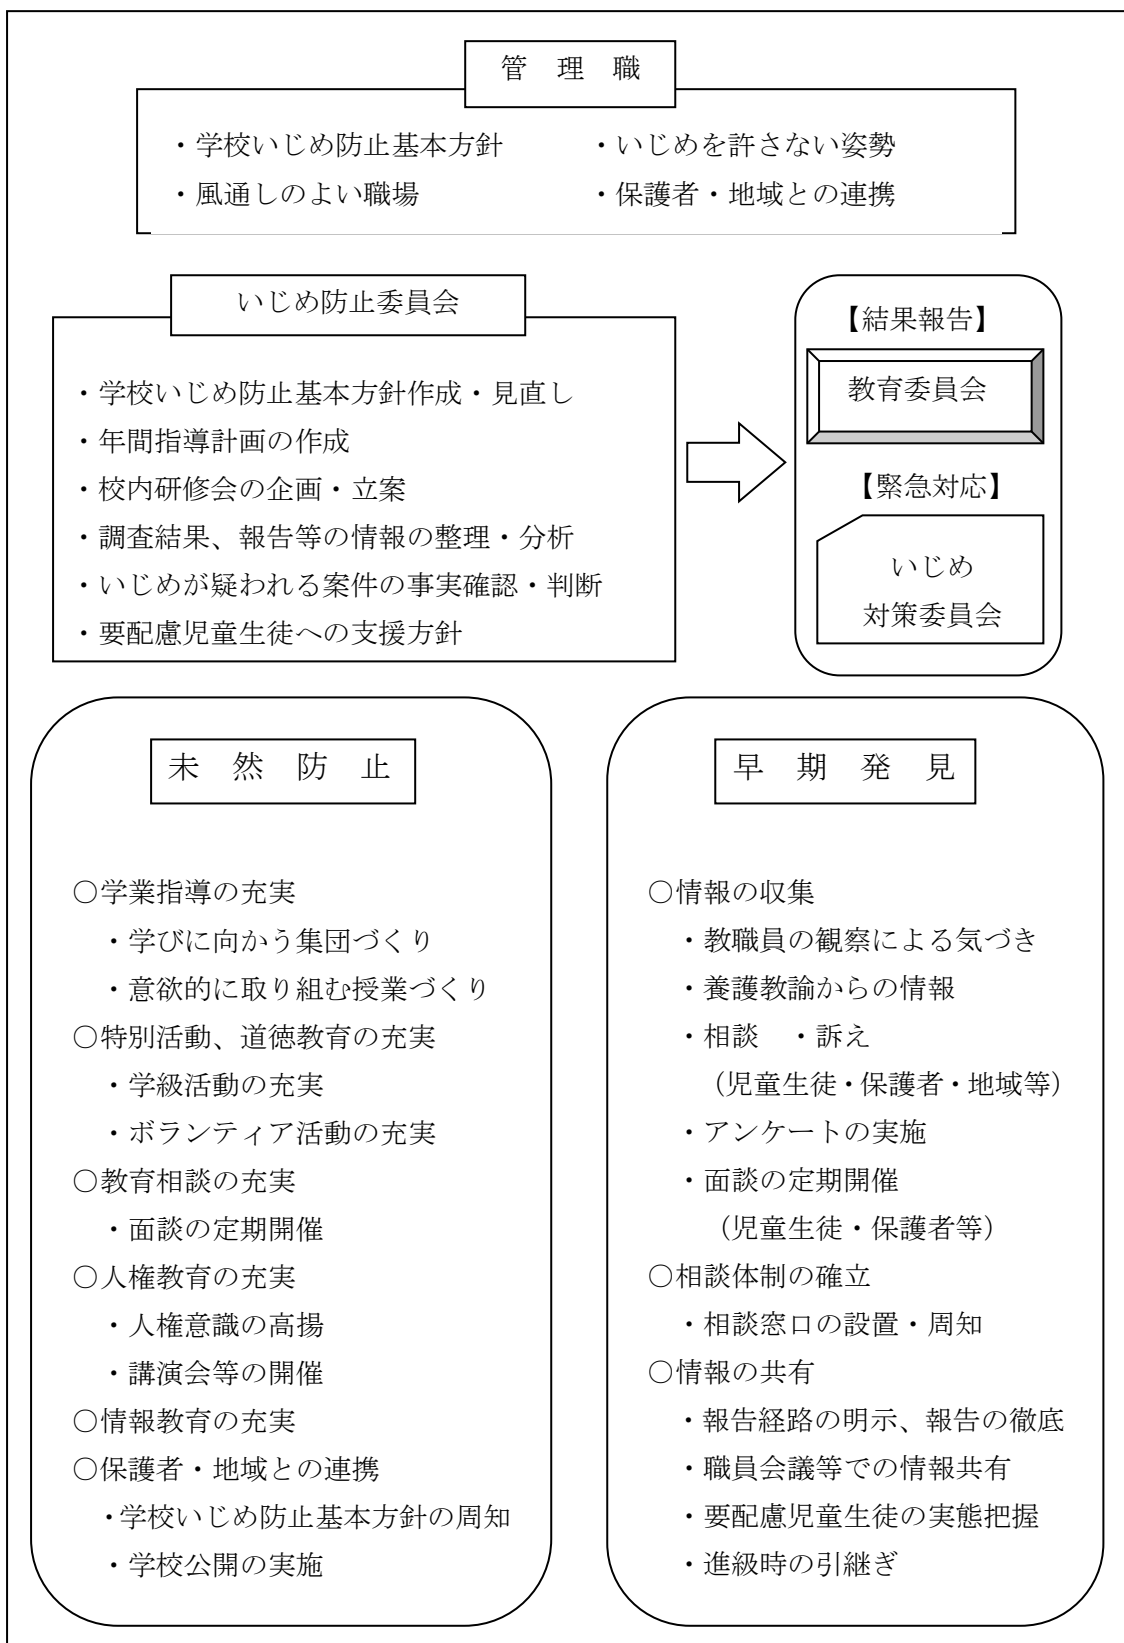 管　理　職
・学校いじめ防止基本方針　　　・いじめを許さない姿勢
・風通しのよい職場　　　　　　・保護者・地域との連携
いじめ防止委員会
・学校いじめ防止基本方針作成・見直し
・年間指導計画の作成
・校内研修会の企画・立案
・調査結果、報告等の情報の整理・分析
・いじめが疑われる案件の事実確認・判断
・要配慮児童生徒への支援方針
【結果報告】
教育委員会
【緊急対応】
いじめ
対策委員会
未　然　防　止
○学業指導の充実
・学びに向かう集団づくり
・意欲的に取り組む授業づくり
○特別活動、道徳教育の充実
・学級活動の充実
・ボランティア活動の充実
○教育相談の充実
・面談の定期開催
○人権教育の充実
・人権意識の高揚
・講演会等の開催
○情報教育の充実
○保護者・地域との連携
・学校いじめ防止基本方針の周知
・学校公開の実施
早　期　発　見
○情報の収集
・教職員の観察による気づき
・養護教諭からの情報
・相談　・訴え
（児童生徒・保護者・地域等）
・アンケートの実施
・面談の定期開催
（児童生徒・保護者等）
○相談体制の確立
・相談窓口の設置・周知
○情報の共有
・報告経路の明示、報告の徹底
・職員会議等での情報共有
・要配慮児童生徒の実態把握
・進級時の引継ぎ